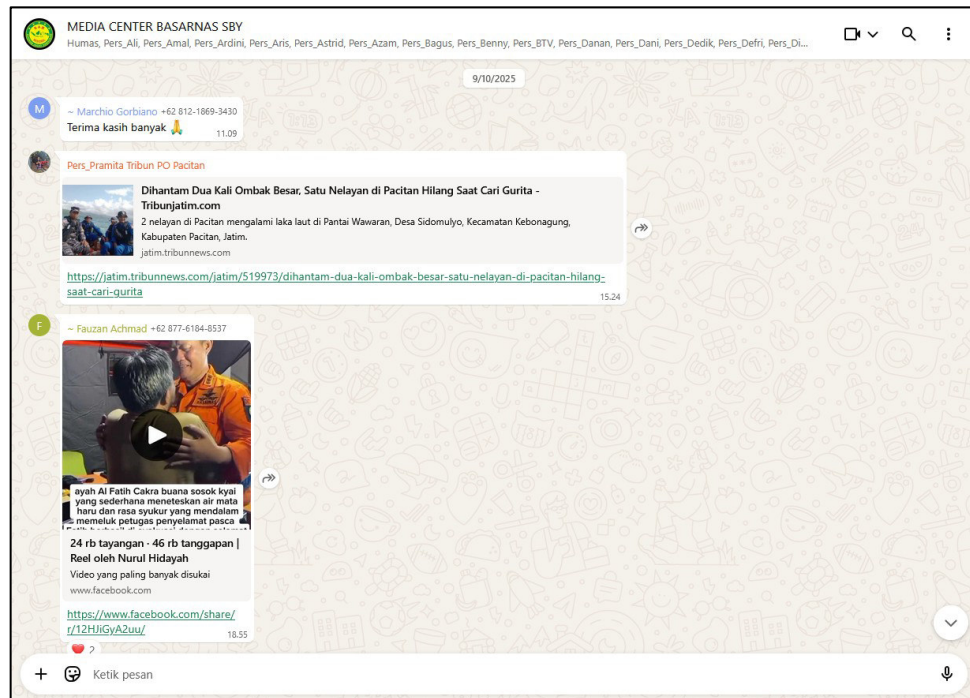 MEDIA CENTER BASARNAS SBY
Humas, Pers_Ali, Pers_Amal, Pers_Ardini, Pers_Aris, Pers_Astrid, Pers_Azam, Pers_Bagus, Pers_Benny, Pers_BTV, Pers_Danan, Pers_Dani, Pers_Dedik, Pers_Defri, Pers_Di...
9/10/2025
M
~ Marchio Gorbiano +62 812-1869-3430
Terima kasih banyak 🙏
11.09
Pers_Pramita Tribun PO Pacitan
Dihantam Dua Kali Ombak Besar, Satu Nelayan di Pacitan Hilang Saat Cari Gurita -
Tribunjatim.com
2 nelayan di Pacitan mengalami laka laut di Pantai Wawaran, Desa Sidomulyo, Kecamatan Kebonagung,
Kabupaten Pacitan, Jatim.
jatim.tribunnews.com
https://jatim.tribunnews.com/jatim/519973/dihantam-dua-kali-ombak-besar-satu-nelayan-di-pacitan-hilang-
saat-cari-gurita
15.24
F
~ Fauzan Achmad +62 877-6184-8537
ayah Al Fatih Cakra buana sosok kyai
yang sederhana meneteskan air mata
haru dan rasa syukur yang mendalam
memeluk petugas penyelamat pasca
24 rb tayangan · 46 rb tanggapan |
Reel oleh Nurul Hidayah
Video yang paling banyak disukai
www.facebook.com
https://www.facebook.com/share/
r/12HJiGyA2uu/
18.55
❤️ 2
Ketik pesan